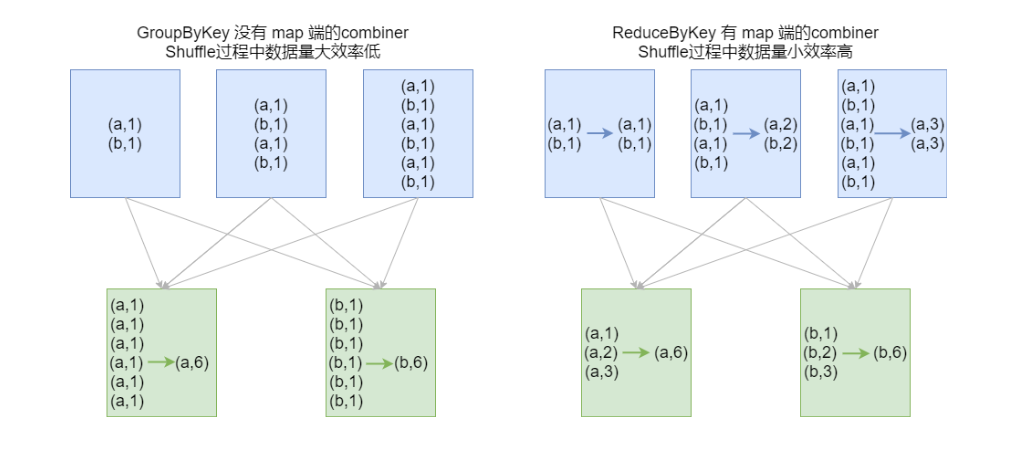 GroupByKey 没有 map 端的combiner
Shuffle过程中数据量大效率低
(a,1)
(b,1)
(a,1)
(b,1)
(a,1)
(b,1)
(a,1)
(b,1)
(a,1)
(b,1)
(a,1)
(b,1)
(a,1)
(a,1)
(a,1)
(a,1)
(a,1)
(a,1)
(a,6)
(b,1)
(b,1)
(b,1)
(b,1)
(b,1)
(b,1)
(b,6)
ReduceByKey 有 map 端的combiner
Shuffle过程中数据量小效率高
(a,1)
(b,1)
(a,1)
(b,1)
(a,1)
(b,1)
(a,1)
(b,1)
(a,2)
(b,2)
(a,1)
(b,1)
(a,1)
(b,1)
(a,1)
(b,1)
(a,3)
(a,3)
(a,1)
(a,2)
(a,3)
(a,6)
(b,1)
(b,2)
(b,3)
(b,6)